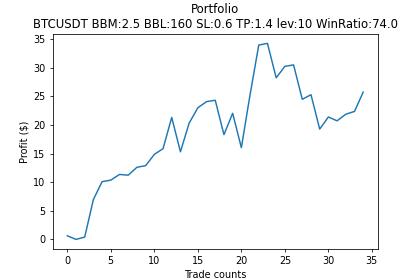 Portfolio
BTCUSDT BBM:2.5 BBL:160 SL:0.6 TP:1.4 lev:10 WinRatio:74.0
35
30
25
20
15
10
5
0
Profit ($)
0 5 10 15 20 25 30 35
Trade counts